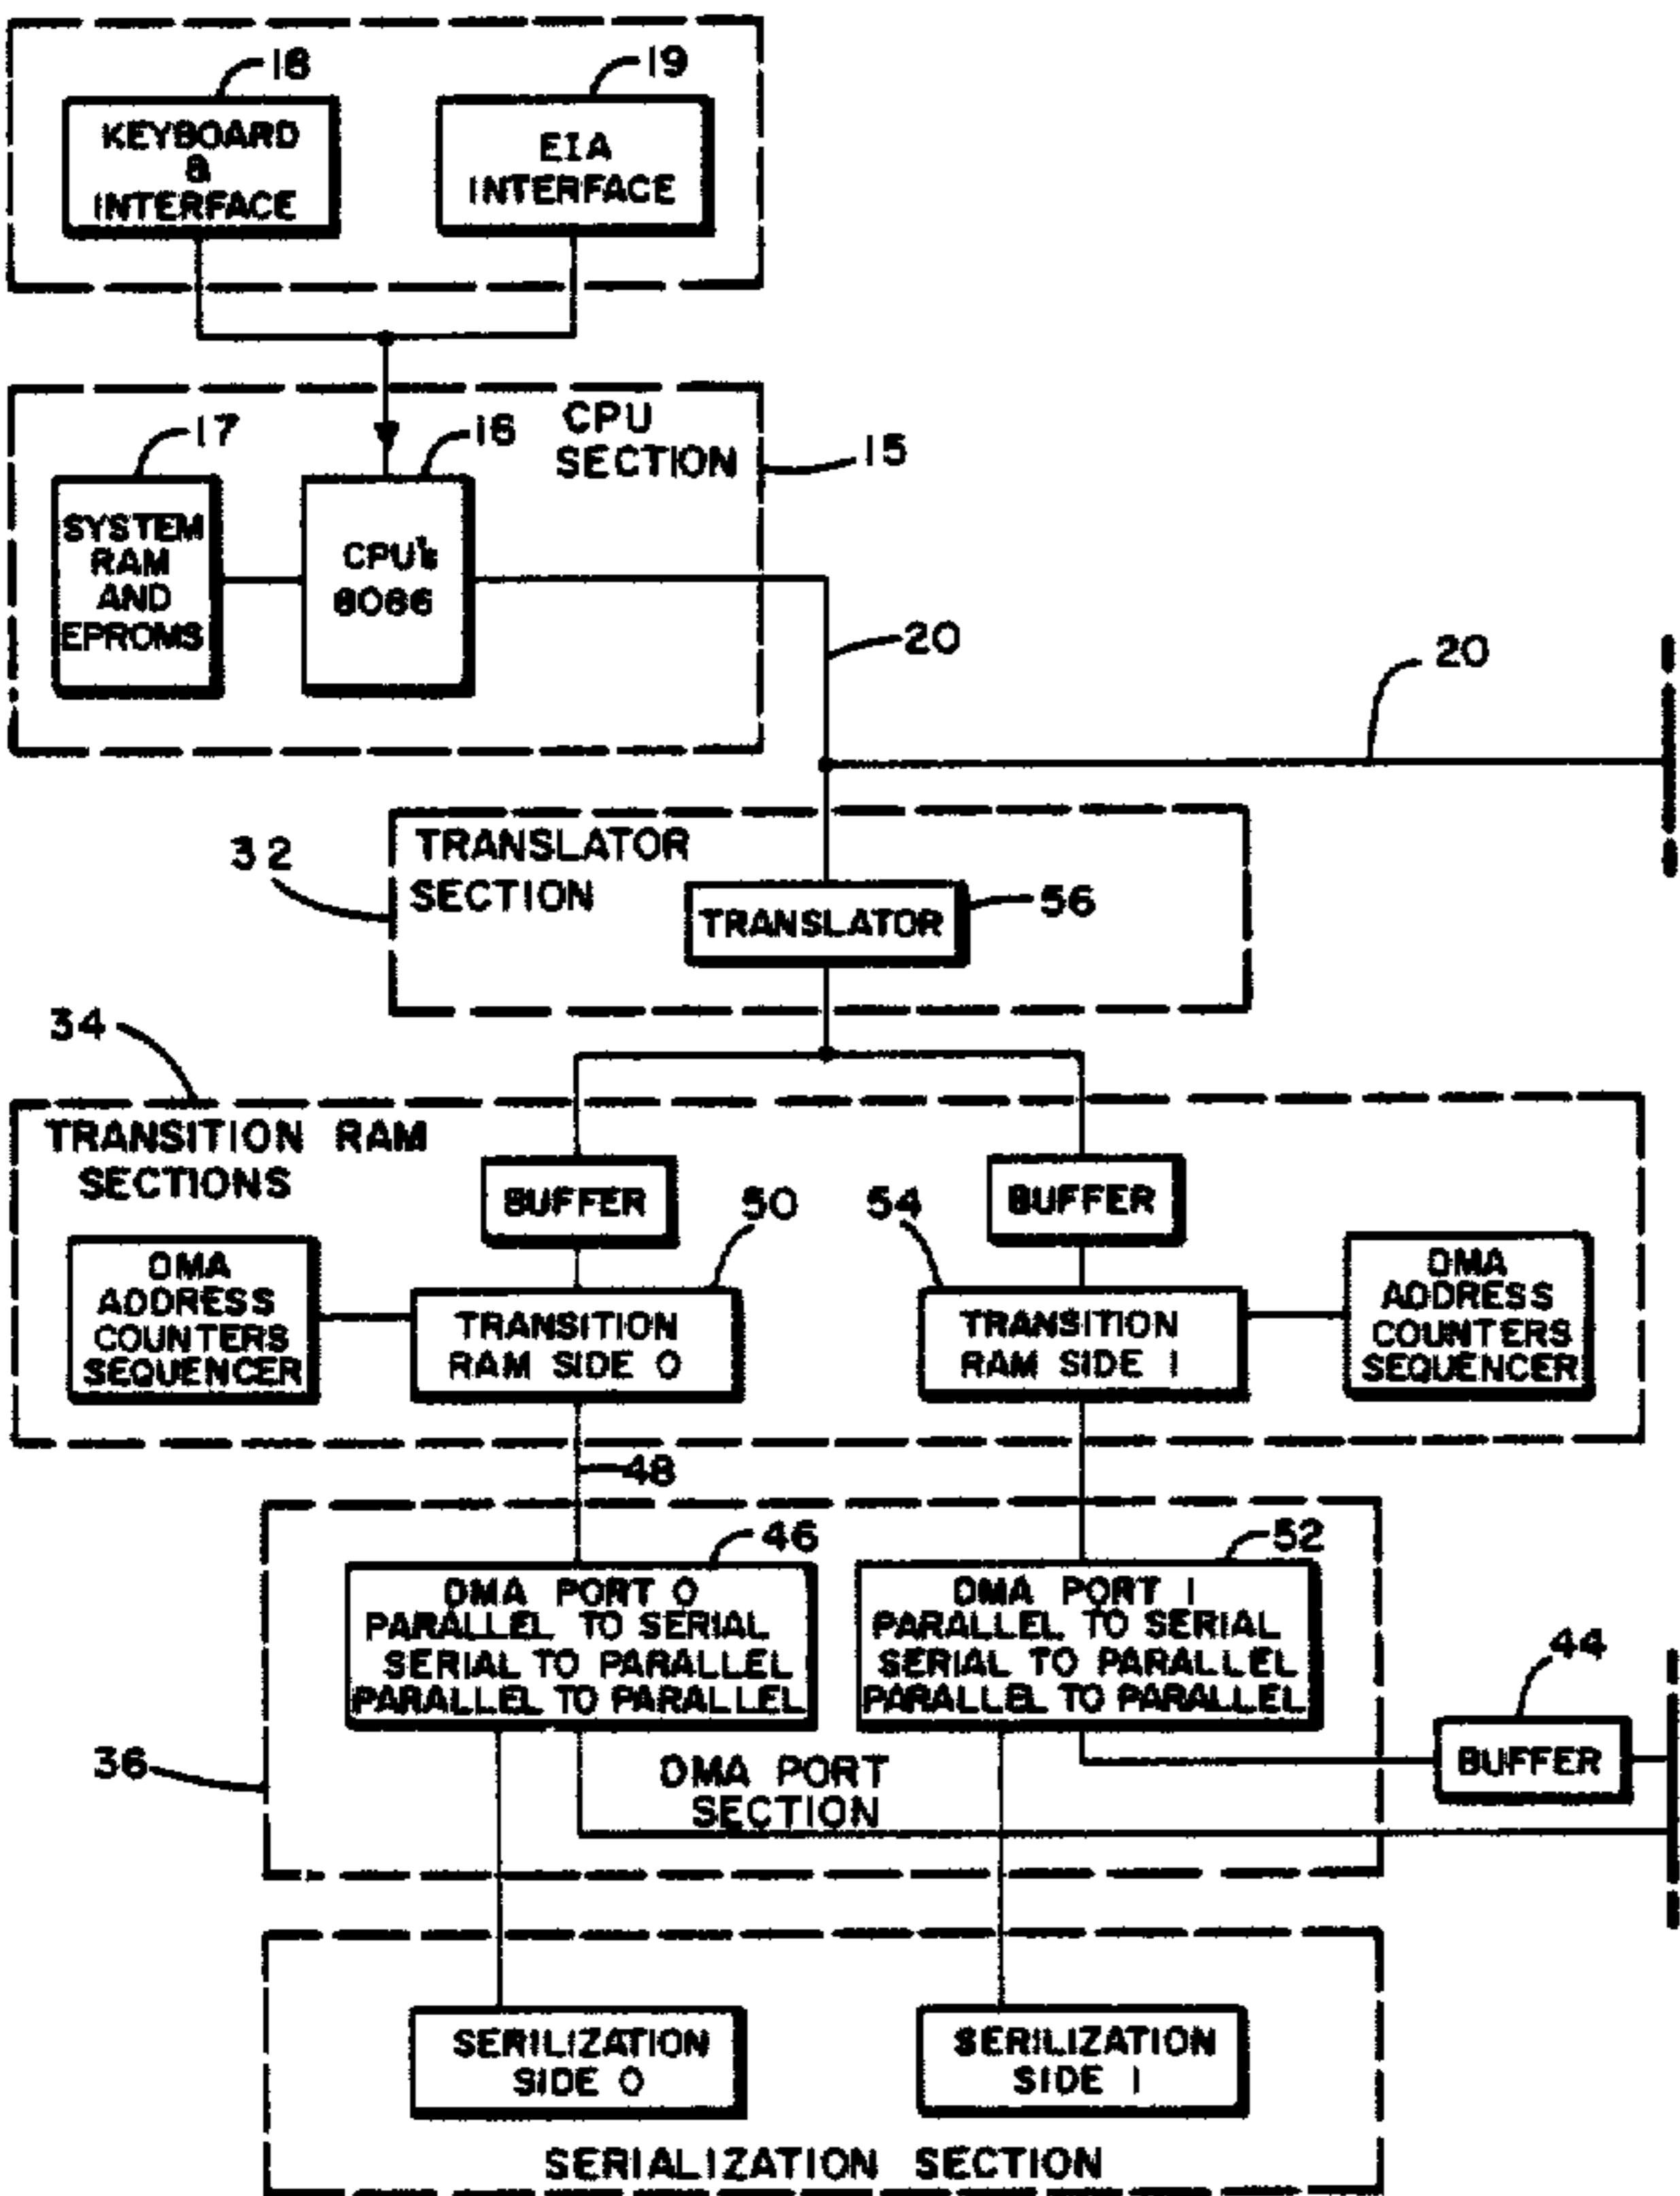 18
19
KEYBOARD
&
INTERFACE
EIA
INTERFACE
17
16
CPU
SECTION
15
SYSTEM
RAM
AND
EPROMS
CPU's
8086
20
20
32
TRANSLATOR
SECTION
TRANSLATOR
56
34
TRANSITION RAM
SECTIONS
BUFFER
50
54
BUFFER
DMA
ADDRESS
COUNTERS
SEQUENCER
TRANSITION
RAM SIDE 0
TRANSITION
RAM SIDE 1
DMA
ADDRESS
COUNTERS
SEQUENCER
48
46
52
DMA PORT 0
PARALLEL TO SERIAL
SERIAL TO PARALLEL
PARALLEL TO PARALLEL
DMA PORT 1
PARALLEL TO SERIAL
SERIAL TO PARALLEL
PARALLEL TO PARALLEL
44
BUFFER
36
DMA PORT
SECTION
SERILIZATION
SIDE 0
SERILIZATION
SIDE 1
SERIALIZATION SECTION